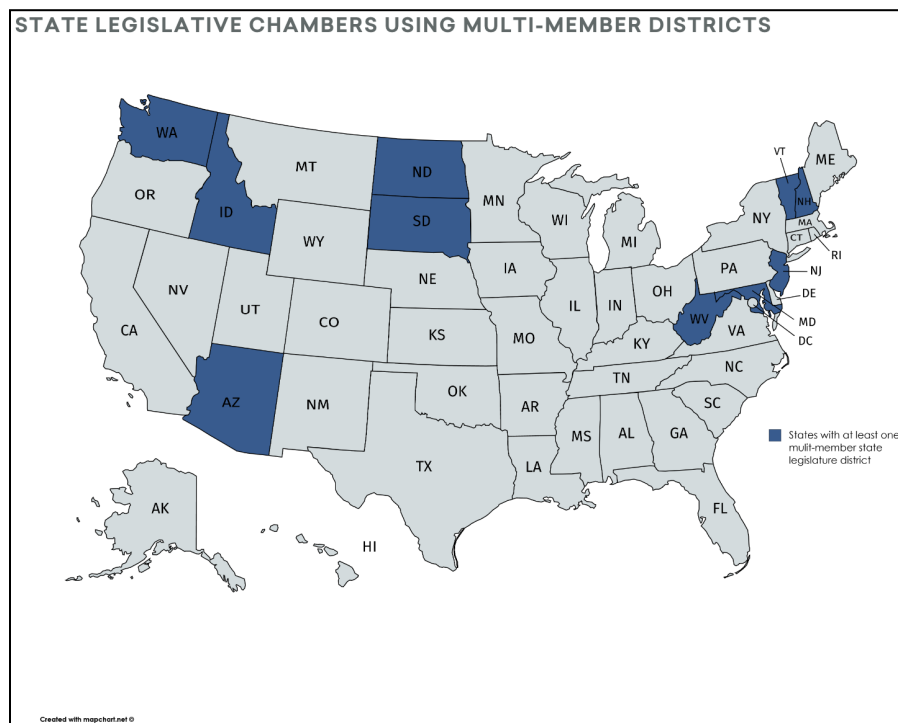 STATE LEGISLATIVE CHAMBERS USING MULTI-MEMBER DISTRICTS
WA
MT
ND
MN
VT
ME
OR
ID
SD
WI
NY
NH
MA
CT
RI
WY
MI
IA
PA
NJ
NE
NV
UT
IL
IN
OH
DE
CO
WV
MD
CA
KS
MO
KY
VA
DC
NC
TN
AZ
NM
OK
AR
SC
MS
AL
GA
TX
LA
States with at least one
mulit-member state
legislature district
AK
HI
FL
Created with mapchart.net ©